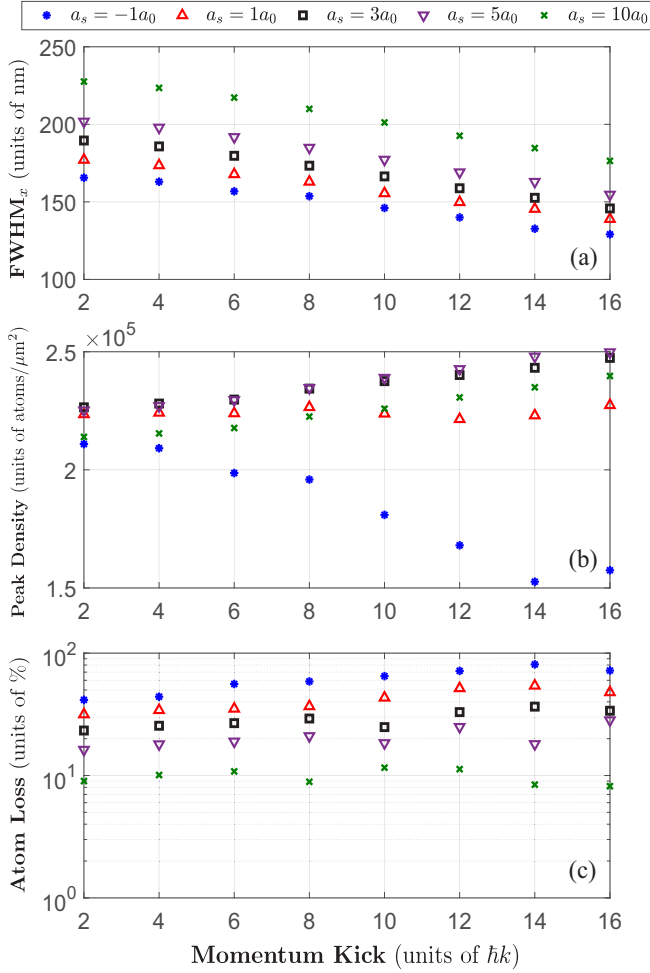 a_s = −1a_0 a_s = 1a_0 a_s = 3a_0 a_s = 5a_0 a_s = 10a_0
250
200
150
100
FWHM_x (units of nm)
(a)
2 4 6 8 10 12 14 16
×10^5
2.5
2
1.5
Peak Density (units of atoms/μm^2)
(b)
2 4 6 8 10 12 14 16
10^2
10^1
10^0
Atom Loss (units of %)
(c)
2 4 6 8 10 12 14 16
Momentum Kick (units of ℏk)